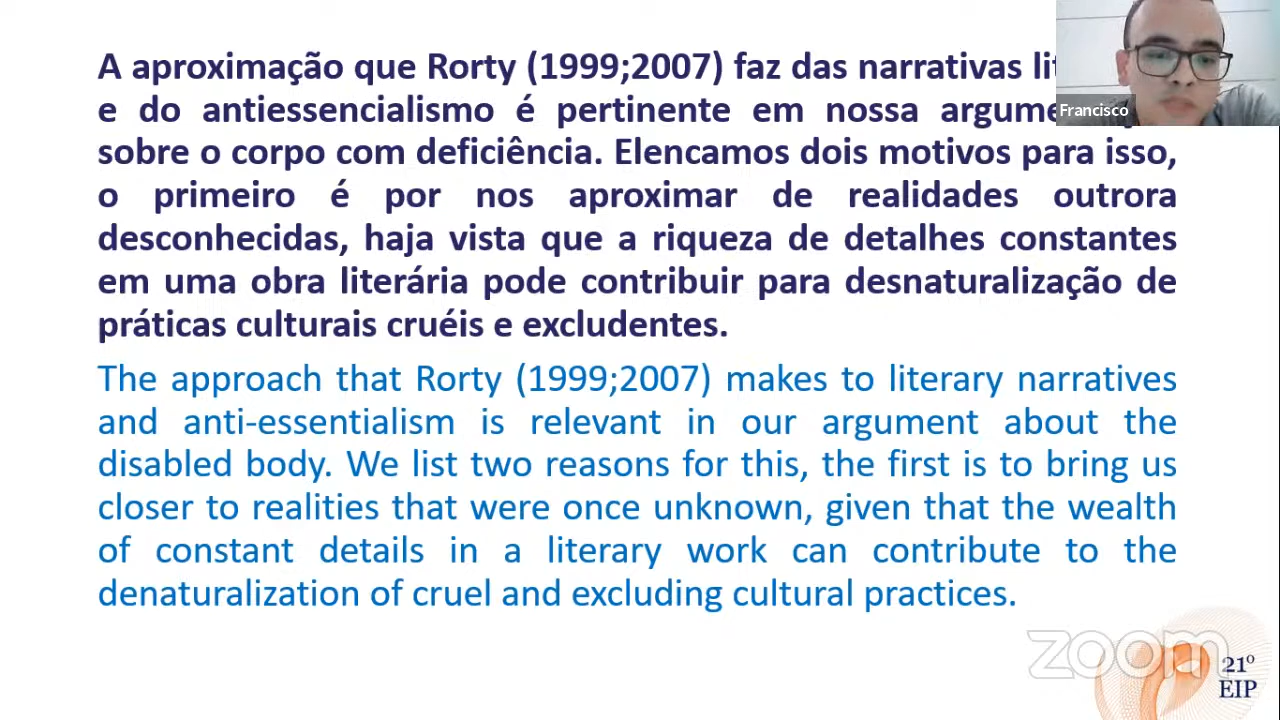 A aproximação que Rorty (1999;2007) faz das narrativas
e do antiessencialismo é pertinente em nossa
sobre o corpo com deficiência. Elencamos dois motivos para isso,
o primeiro é por nos aproximar de realidades outrora
desconhecidas, haja vista que a riqueza de detalhes constantes
em uma obra literária pode contribuir para desnaturalização de
práticas culturais cruéis e excludentes.
The approach that Rorty (1999;2007) makes to literary narratives
and anti-essentialism is relevant in our argument about the
disabled body. We list two reasons for this, the first is to bring us
closer to realities that were once unknown, given that the wealth
of constant details in a literary work can contribute to the
denaturalization of cruel and excluding cultural practices.
Francisco
zoom
21º
EIP